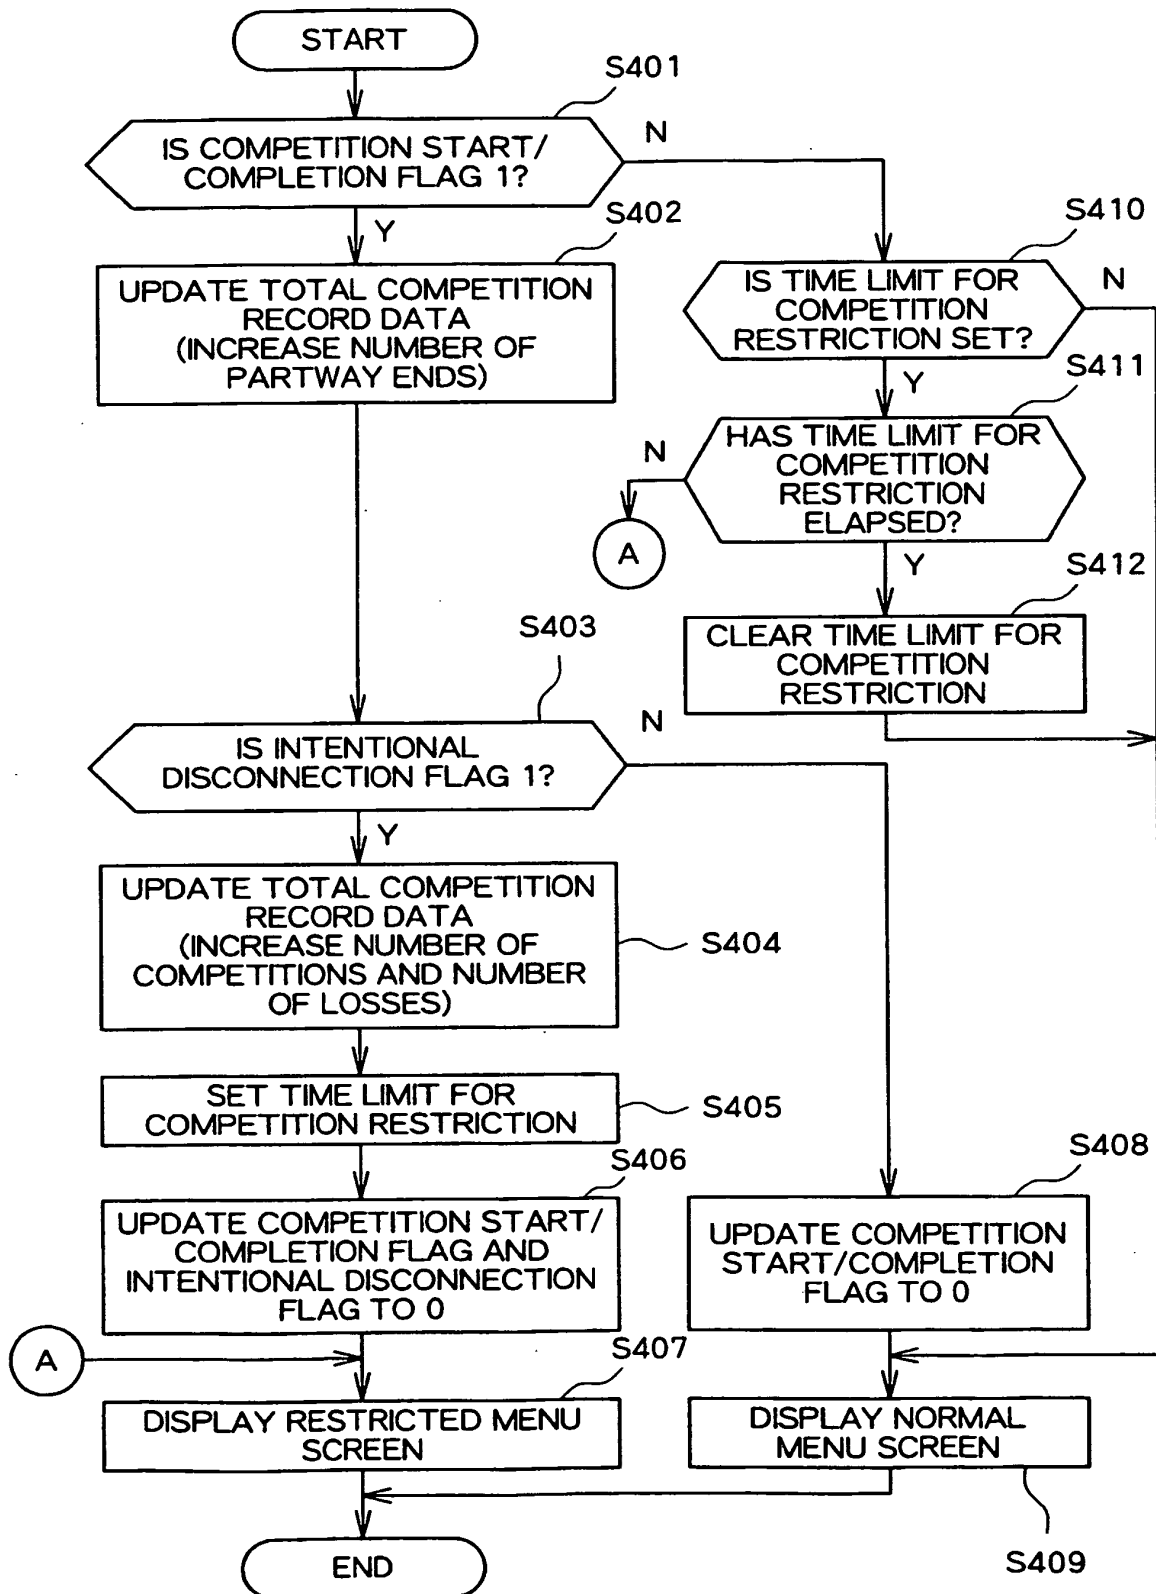 START
S401
IS COMPETITION START/
COMPLETION FLAG 1?
N
Y
S402
UPDATE TOTAL COMPETITION
RECORD DATA
(INCREASE NUMBER OF
PARTWAY ENDS)
S410
IS TIME LIMIT FOR
COMPETITION
RESTRICTION SET?
N
Y
S411
HAS TIME LIMIT FOR
COMPETITION
RESTRICTION
ELAPSED?
N
A
Y
S412
CLEAR TIME LIMIT FOR
COMPETITION
RESTRICTION
S403
IS INTENTIONAL
DISCONNECTION FLAG 1?
N
Y
UPDATE TOTAL COMPETITION
RECORD DATA
(INCREASE NUMBER OF
COMPETITIONS AND NUMBER
OF LOSSES)
S404
SET TIME LIMIT FOR
COMPETITION RESTRICTION
S405
S406
UPDATE COMPETITION START/
COMPLETION FLAG AND
INTENTIONAL DISCONNECTION
FLAG TO 0
S408
UPDATE COMPETITION
START/COMPLETION
FLAG TO 0
A
S407
DISPLAY RESTRICTED MENU
SCREEN
DISPLAY NORMAL
MENU SCREEN
S409
END